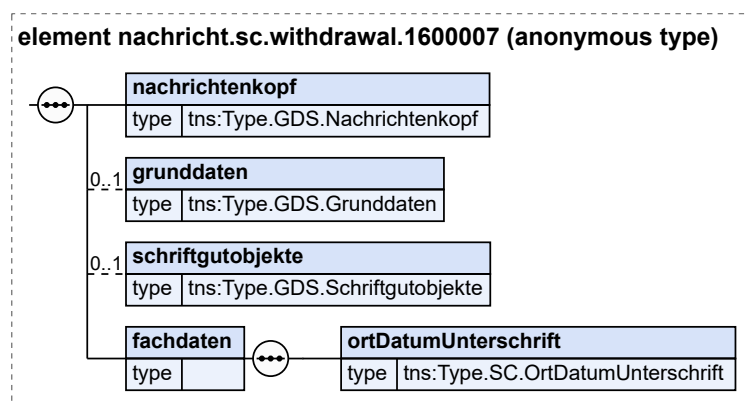 element nachricht.sc.withdrawal.1600007 (anonymous type)
nachrichtenkopf
type tns:Type.GDS.Nachrichtenkopf
0..1 grunddaten
type tns:Type.GDS.Grunddaten
0..1 schriftgutobjekte
type tns:Type.GDS.Schriftgutobjekte
fachdaten ortDatumUnterschrift
type type tns:Type.SC.OrtDatumUnterschrift